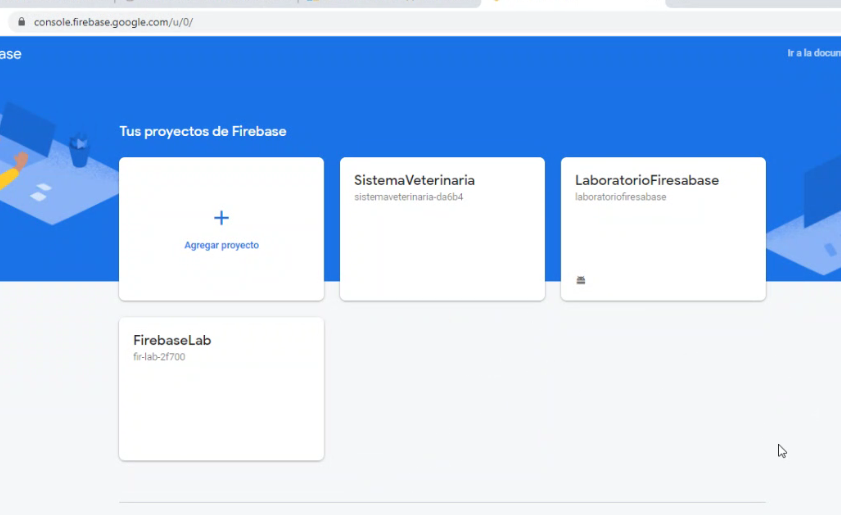 console.firebase.google.com/u/0/
ase
Ir a la docum
Tus proyectos de Firebase
Agregar proyecto
SistemaVeterinaria
sistemaveterinaria-da6b4
LaboratorioFiresabase
laboratoriofiresabase
FirebaseLab
fir-lab-2f700